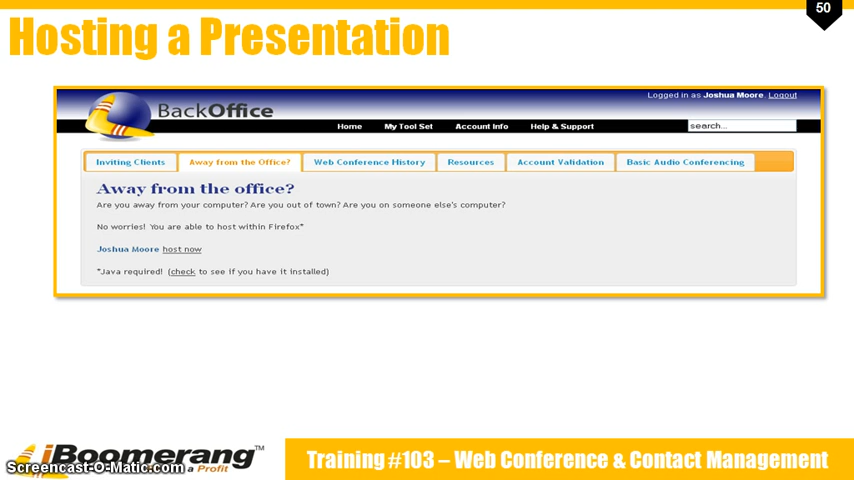 50
Hosting a Presentation
Logged in as Joshua Moore. Logout
BackOffice
Home My Tool Set Account Info Help & Support search...
Inviting Clients Away from the Office? Web Conference History Resources Account Validation Basic Audio Conferencing
Away from the office?
Are you away from your computer? Are you out of town? Are you on someone else's computer?
No worries! You are able to host within Firefox*
Joshua Moore host now
*Java required! (check to see if you have it installed)
iBoomerang™
Screencast-O-Matic.com a Profit
Training #103 – Web Conference & Contact Management